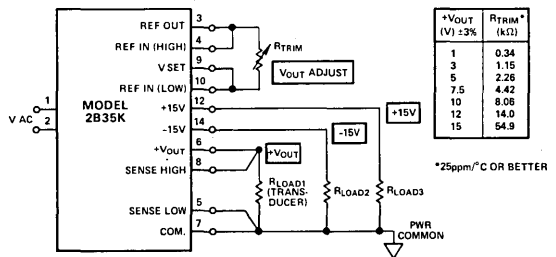 REF OUT 3
REF IN (HIGH) 4
VSET 9
REF IN (LOW) 10
+15V 12
-15V 14
+VOUT 6
SENSE HIGH 8
SENSE LOW 5
COM. 7
1
V AC
2
MODEL
2B35K
RTRIM
VOUT ADJUST
+15V
-15V
+VOUT
RLOAD1
(TRANS-
DUCER)
RLOAD2
RLOAD3
PWR
COMMON
+VOUT RTRIM*
(V) ±3% (kΩ)
1 0.34
3 1.15
5 2.26
7.5 4.42
10 8.06
12 14.0
15 54.9
*25ppm/°C OR BETTER